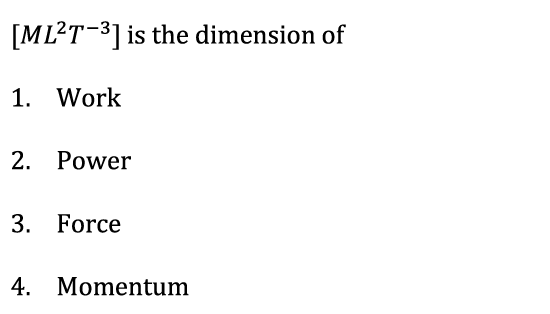 [ML²T⁻³] is the dimension of
1. Work
2. Power
3. Force
4. Momentum